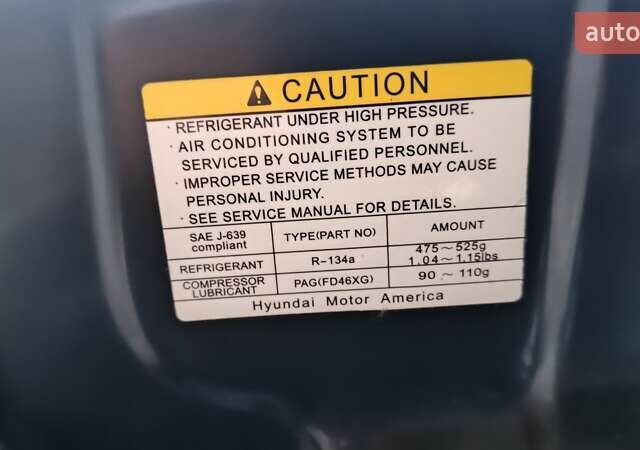 auto
⚠ CAUTION
· REFRIGERANT UNDER HIGH PRESSURE.
· AIR CONDITIONING SYSTEM TO BE
SERVICED BY QUALIFIED PERSONNEL.
· IMPROPER SERVICE METHODS MAY CAUSE
PERSONAL INJURY.
· SEE SERVICE MANUAL FOR DETAILS.
SAE J-639 compliant TYPE(PART NO) AMOUNT
REFRIGERANT R-134a 475~525g 1.04~1.15lbs
COMPRESSOR LUBRICANT PAG(FD46XG) 90 ~ 110g
Hyundai Motor America